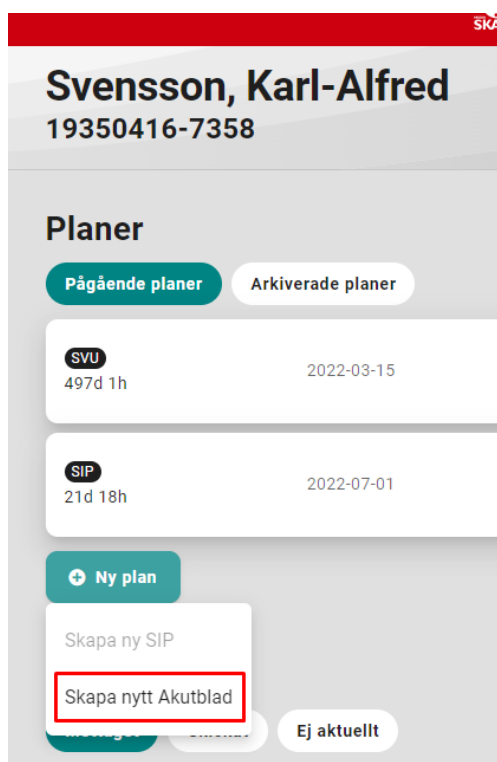 Svensson, Karl-Alfred
19350416-7358
Planer
Pågående planer
Arkiverade planer
SVU
497d 1h
2022-03-15
SIP
21d 18h
2022-07-01
Ny plan
Skapa ny SIP
Skapa nytt Akutblad
Ej aktuellt